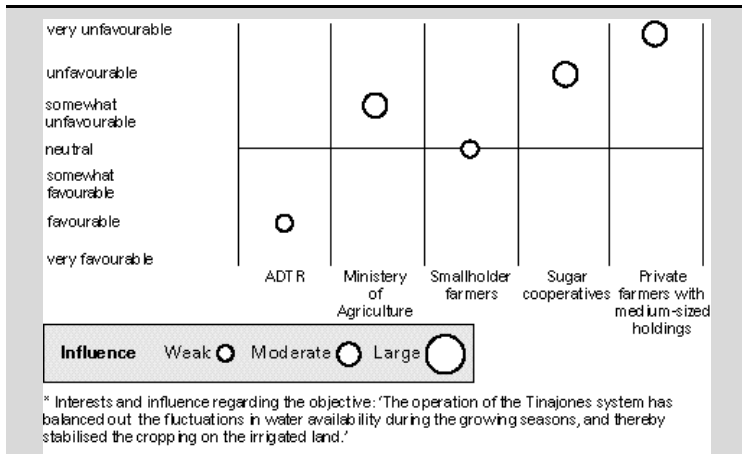 very unfavourable
unfavourable
somewhat
unfavourable
neutral
somewhat
favourable
favourable
very favourable
ADTR
Ministery
of
Agriculture
Smallholder
farmers
Sugar
cooperatives
Private
farmers with
medium-sized
holdings
Influence Weak Moderate Large
* Interests and influence regarding the objective: ‘The operation of the Tinajones system has
balanced out the fluctuations in water availability during the growing seasons, and thereby
stabilised the cropping on the irrigated land.’